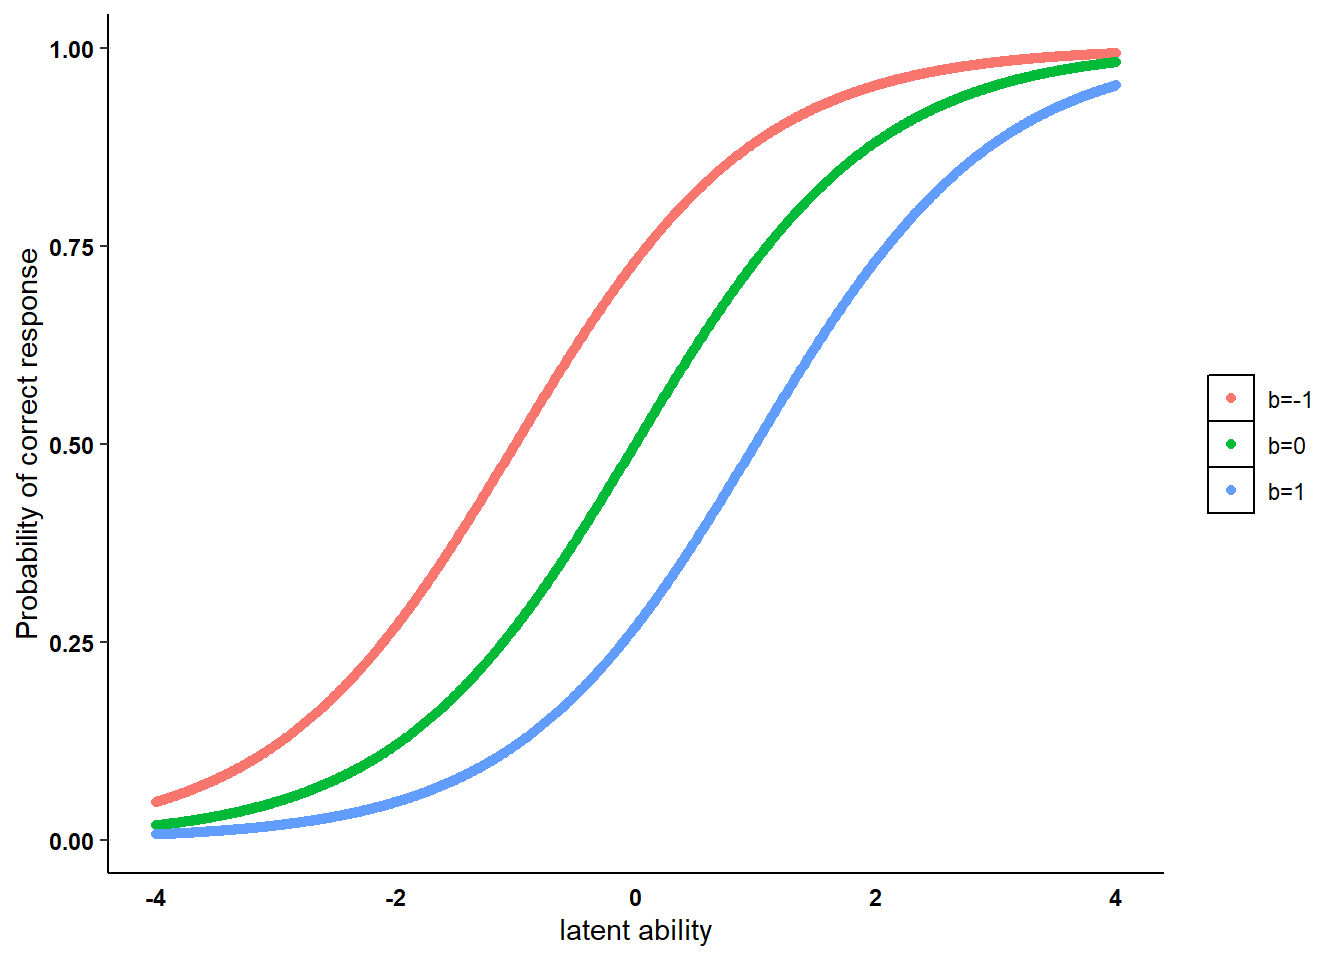 Probability of correct response
1.00
0.75
0.50
0.25
0.00
-4 -2 0 2 4
latent ability
b=-1
b=0
b=1